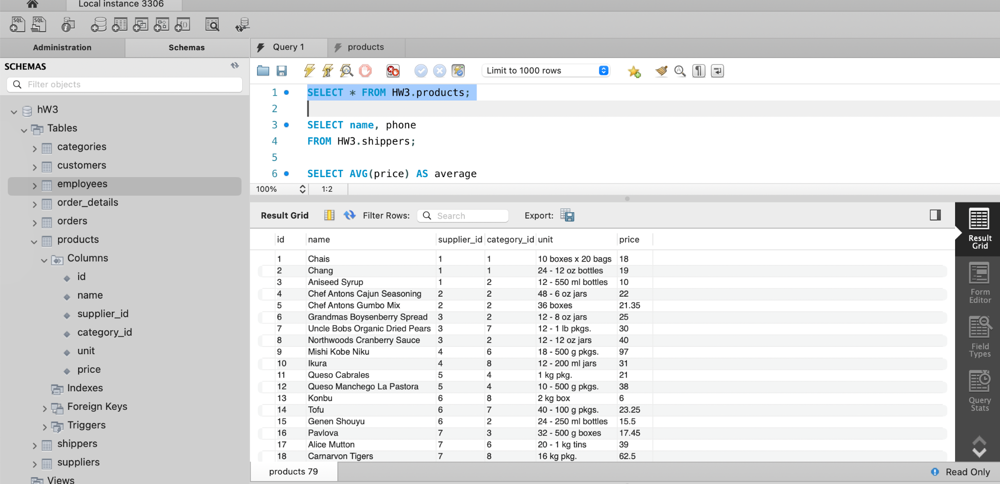 Local instance 3306
SQL SQL
Administration Schemas
SCHEMAS
Filter objects
hW3
Tables
categories
customers
employees
order_details
orders
products
Columns
id
name
supplier_id
category_id
unit
price
Indexes
Foreign Keys
Triggers
shippers
suppliers
Views
Query 1 products
Limit to 1000 rows
1 SELECT * FROM HW3.products;
2
3 SELECT name, phone
4 FROM HW3.shippers;
5
6 SELECT AVG(price) AS average
100% 1:2
Result Grid Filter Rows: Search Export:
id name supplier_id category_id unit price
1 Chais 1 1 10 boxes x 20 bags 18
2 Chang 1 1 24 - 12 oz bottles 19
3 Aniseed Syrup 1 2 12 - 550 ml bottles 10
4 Chef Antons Cajun Seasoning 2 2 48 - 6 oz jars 22
5 Chef Antons Gumbo Mix 2 2 36 boxes 21.35
6 Grandmas Boysenberry Spread 3 2 12 - 8 oz jars 25
7 Uncle Bobs Organic Dried Pears 3 7 12 - 1 lb pkgs. 30
8 Northwoods Cranberry Sauce 3 2 12 - 12 oz jars 40
9 Mishi Kobe Niku 4 6 18 - 500 g pkgs. 97
10 Ikura 4 8 12 - 200 ml jars 31
11 Queso Cabrales 5 4 1 kg pkg. 21
12 Queso Manchego La Pastora 5 4 10 - 500 g pkgs. 38
13 Konbu 6 8 2 kg box 6
14 Tofu 6 7 40 - 100 g pkgs. 23.25
15 Genen Shouyu 6 2 24 - 250 ml bottles 15.5
16 Pavlova 7 3 32 - 500 g boxes 17.45
17 Alice Mutton 7 6 20 - 1 kg tins 39
18 Carnarvon Tigers 7 8 16 kg pkg. 62.5
Result
Grid
Form
Editor
Field
Types
Query
Stats
products 79
Read Only